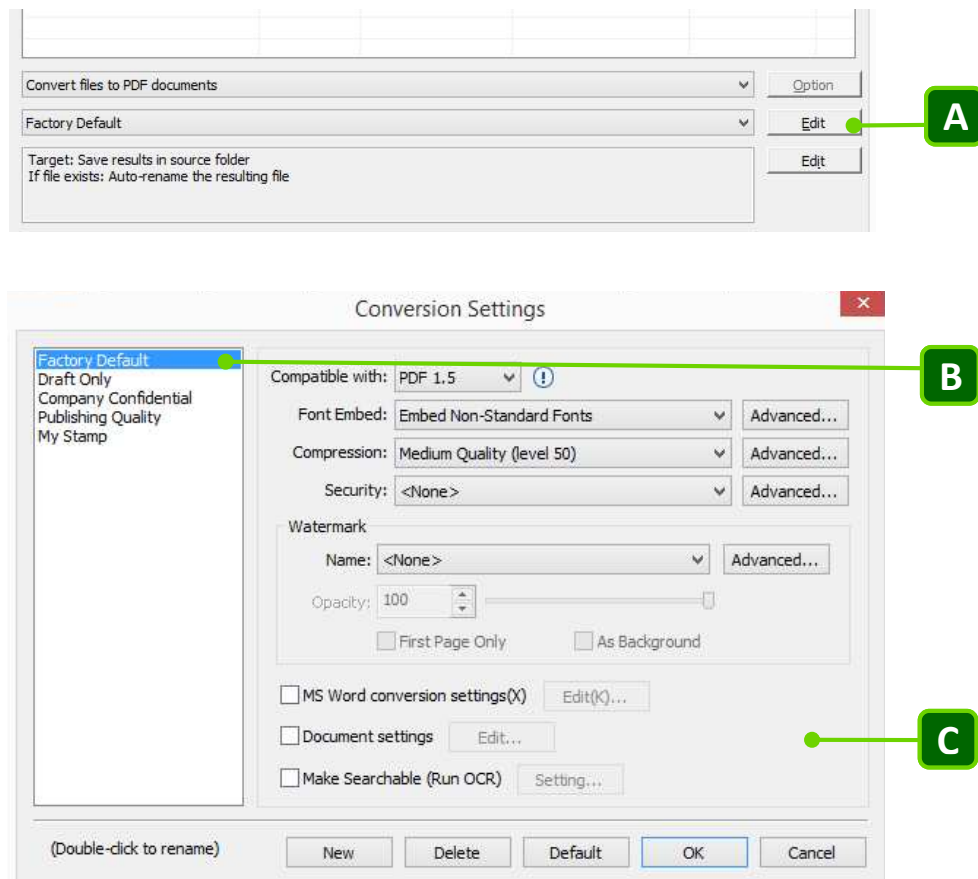 Convert files to PDF documents
Option
Factory Default
Edit
A
Target: Save results in source folder
If file exists: Auto-rename the resulting file
Edit
Conversion Settings
×
Factory Default
Draft Only
Company Confidential
Publishing Quality
My Stamp
B
Compatible with: PDF 1.5
Font Embed: Embed Non-Standard Fonts Advanced...
Compression: Medium Quality (level 50) Advanced...
Security: <None> Advanced...
Watermark
Name: <None> Advanced...
Opacity: 100
First Page Only As Background
MS Word conversion settings(X) Edit(K)...
Document settings Edit...
C
Make Searchable (Run OCR) Setting...
(Double-click to rename) New Delete Default OK Cancel